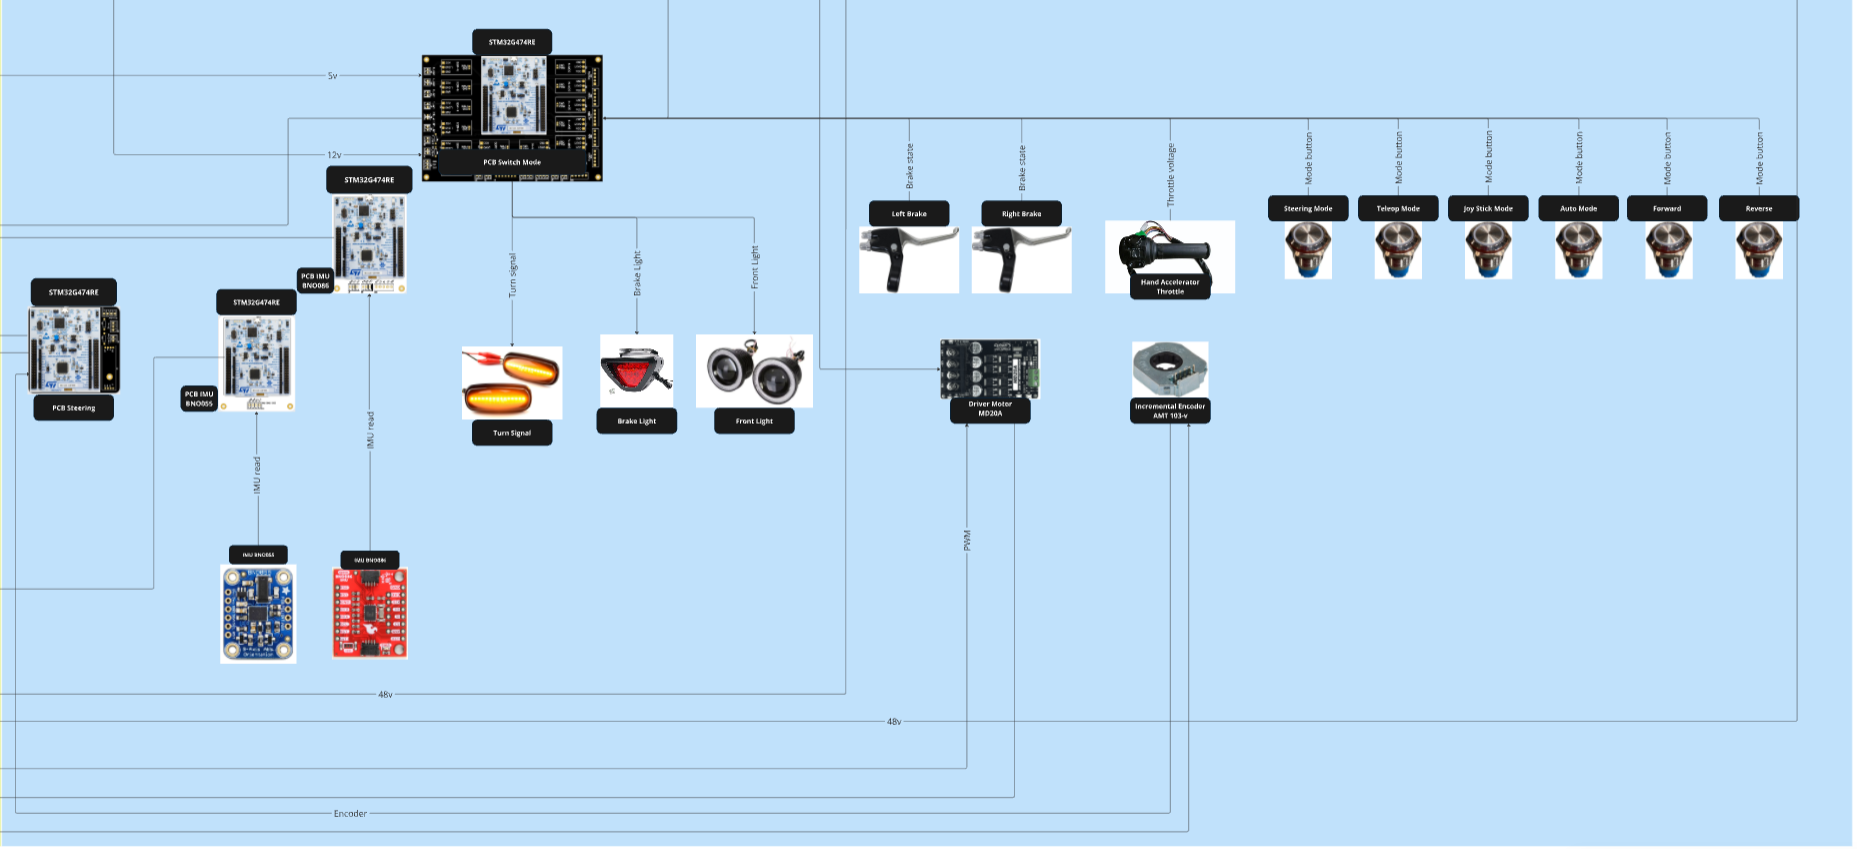 STM32G474RE
5v
12v
PCB Switch Mode
STM32G474RE
PCB IMU
BNO086
STM32G474RE
PCB Steering
STM32G474RE
PCB IMU
BNO055
IMU read
IMU read
Turn signal
Brake Light
Front Light
Turn Signal
Brake Light
Front Light
Brake state
Brake state
Throttle voltage
Mode button
Mode button
Mode button
Mode button
Mode button
Mode button
Left Brake
Right Brake
Hand Accelerator
Throttle
Steering Mode
Teleop Mode
Joy Stick Mode
Auto Mode
Forward
Reverse
Driver Motor
MD20A
Incremental Encoder
AMT 103-v
PWM
IMU BNO055
IMU BNO086
48v
48v
Encoder